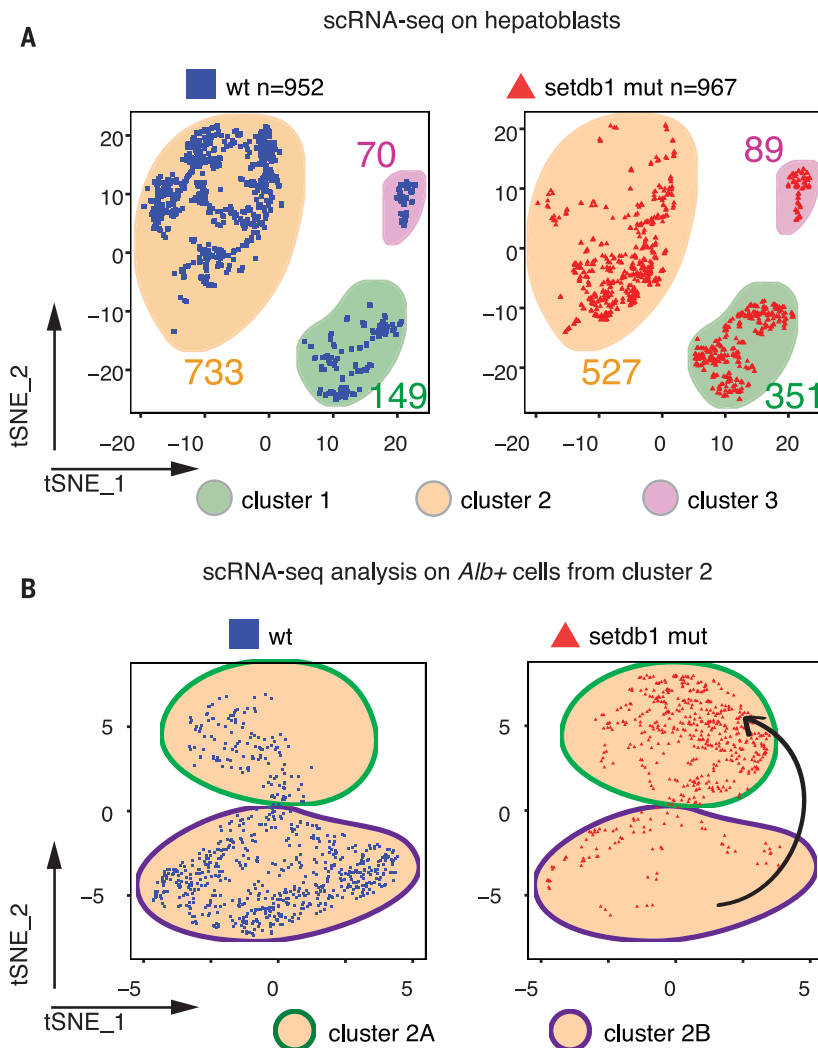 scRNA-seq on hepatoblasts
A
wt n=952
setdb1 mut n=967
20
10
0
−10
−20
−20
−10
0
10
20
70
733
149
tSNE_2
tSNE_1
20
10
0
−10
−20
−20
−10
0
10
20
89
527
351
cluster 1
cluster 2
cluster 3
scRNA-seq analysis on Alb+ cells from cluster 2
B
wt
setdb1 mut
5
0
−5
−5
0
5
tSNE_2
tSNE_1
5
0
−5
−5
0
5
cluster 2A
cluster 2B